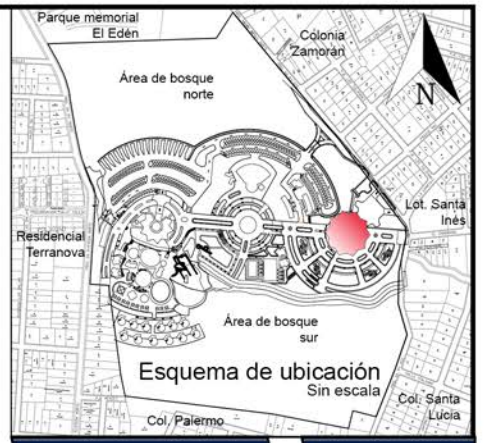 Parque memorial
El Edén
Colonia
Zamorán
Área de bosque
norte
N
Lot. Santa
Inés
Residencial
Terranova
Área de bosque
sur
Esquema de ubicación
Sin escala
Col. Santa
Lucia
Col. Palermo